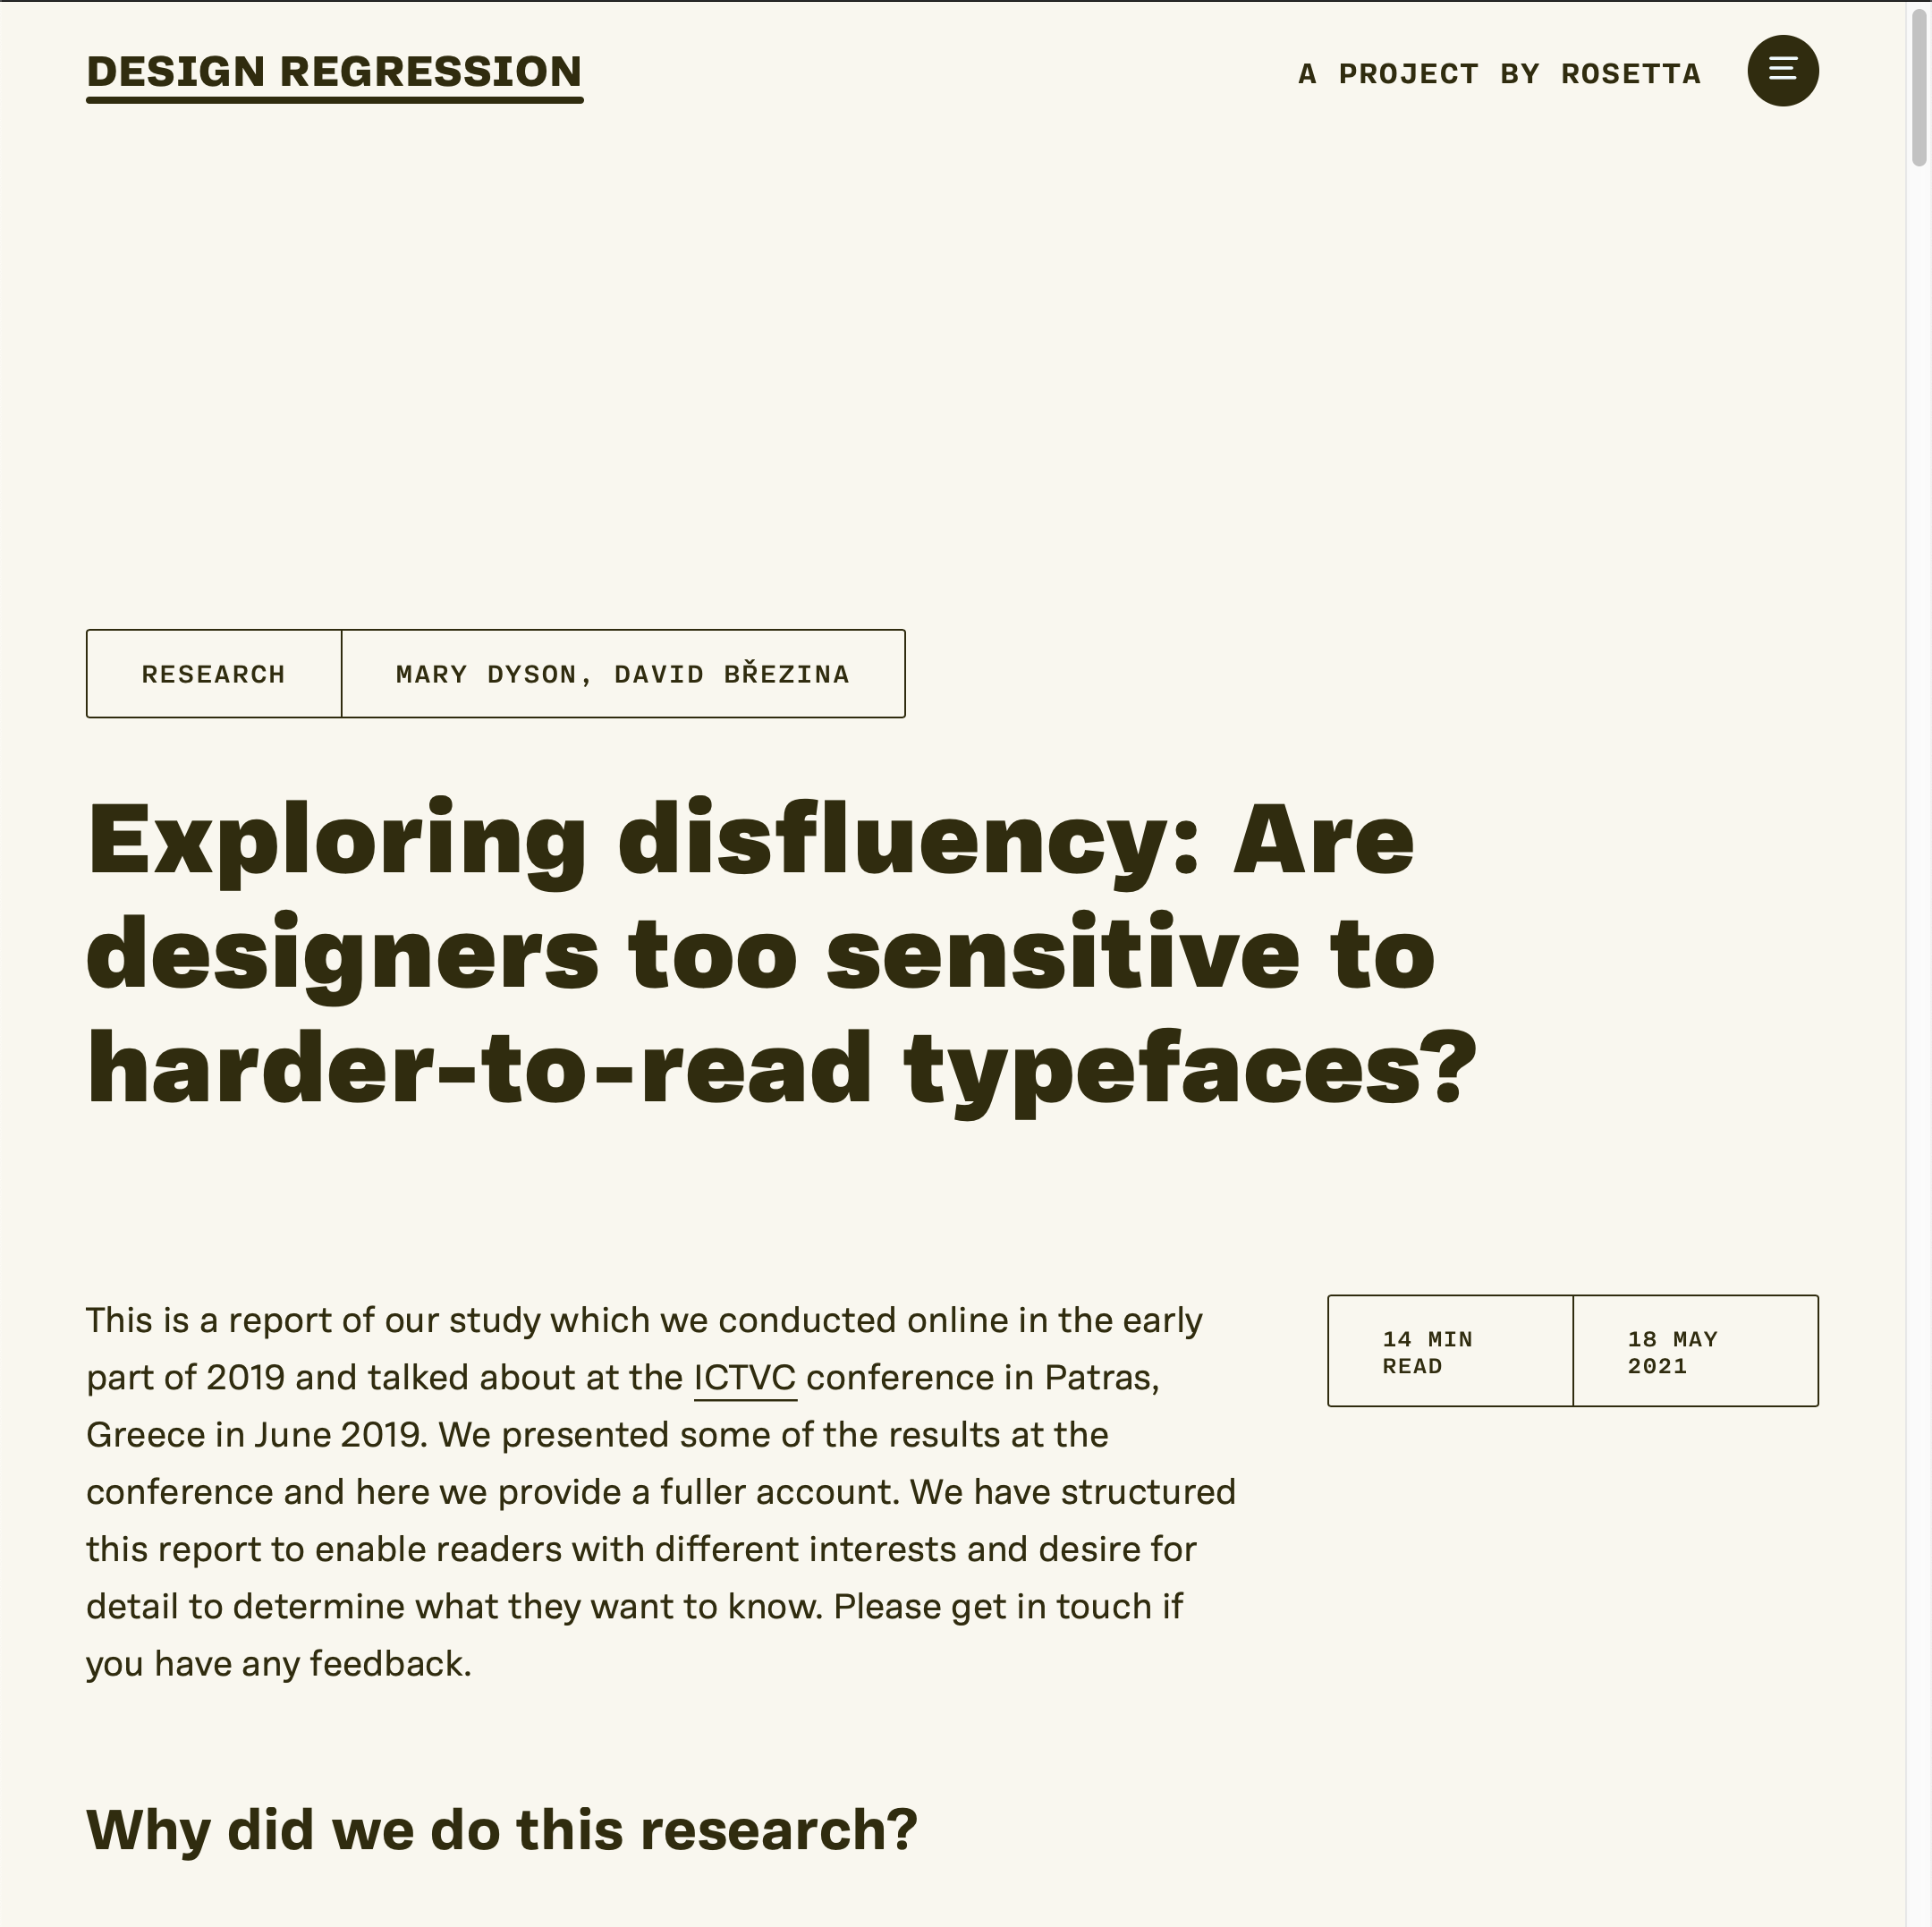 DESIGN REGRESSION
A PROJECT BY ROSETTA
RESEARCH
MARY DYSON, DAVID BŘEZINA
Exploring disfluency: Are
designers too sensitive to
harder-to-read typefaces?
This is a report of our study which we conducted online in the early
part of 2019 and talked about at the ICTVC conference in Patras,
Greece in June 2019. We presented some of the results at the
conference and here we provide a fuller account. We have structured
this report to enable readers with different interests and desire for
detail to determine what they want to know. Please get in touch if
you have any feedback.
14 MIN
READ
18 MAY
2021
Why did we do this research?